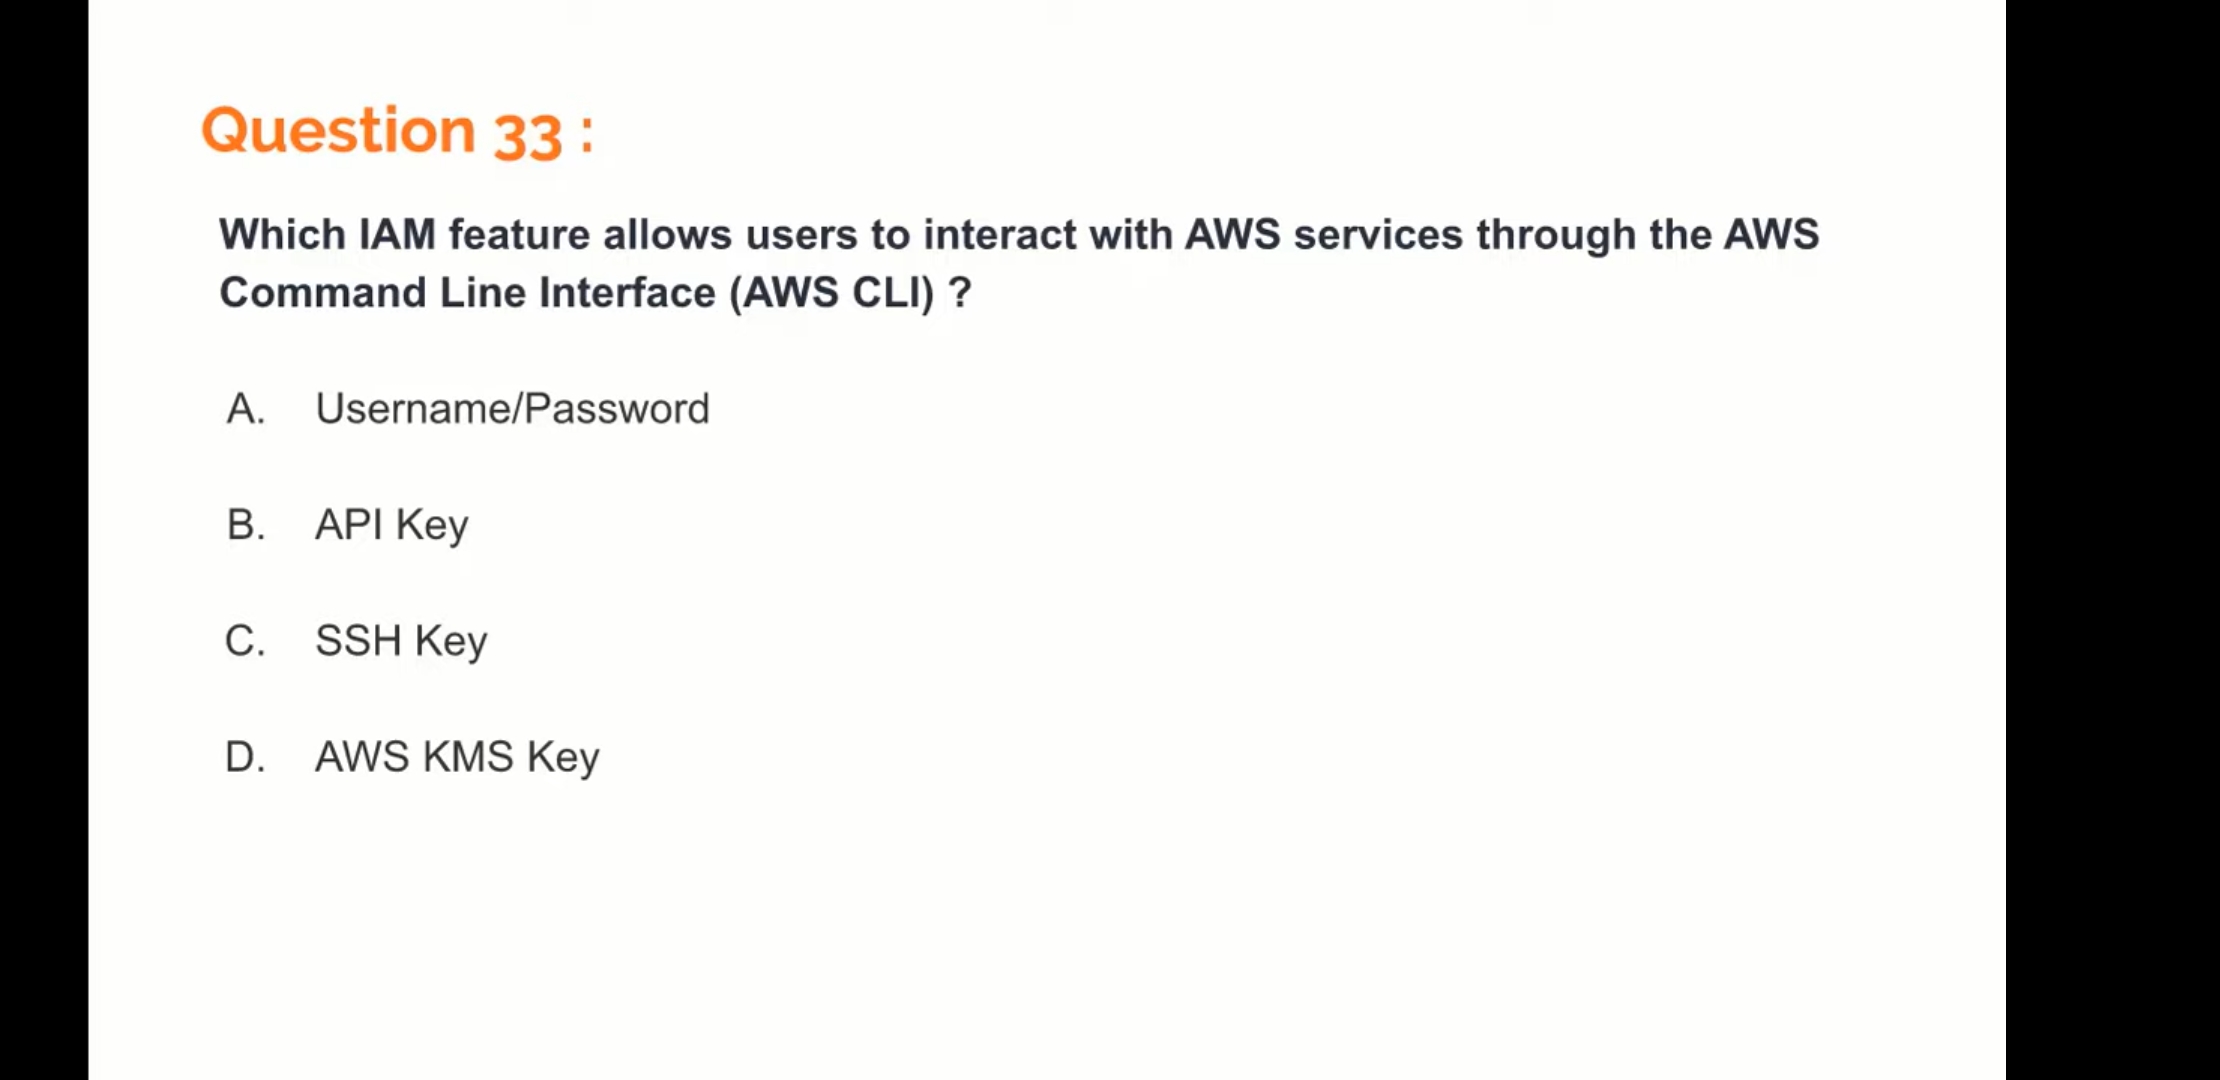 Question 33 :
Which IAM feature allows users to interact with AWS services through the AWS
Command Line Interface (AWS CLI) ?
A. Username/Password
B. API Key
C. SSH Key
D. AWS KMS Key